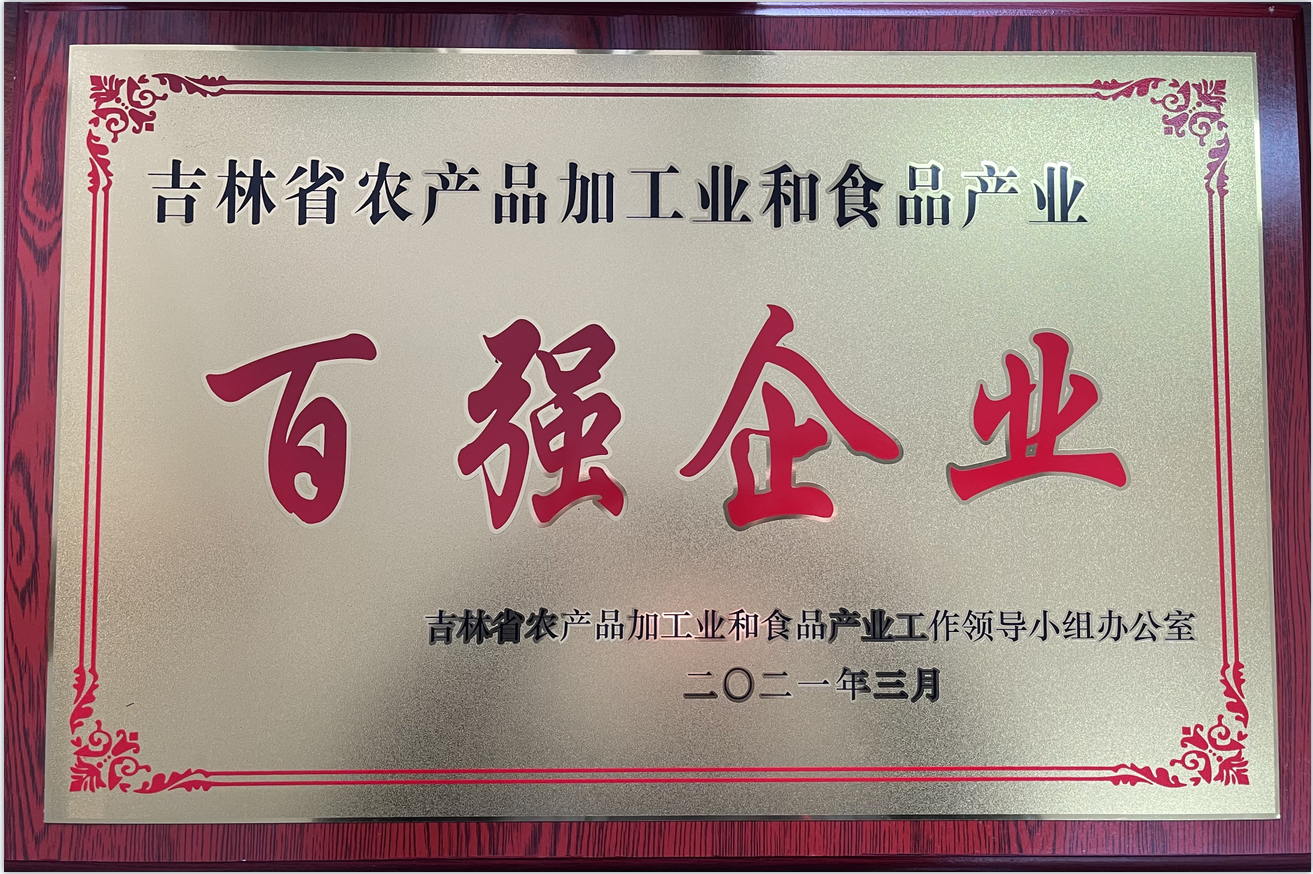 吉林省农产品加工业和食品产业
百强企业
吉林省农产品加工业和食品产业工作领导小组办公室
二〇二一年三月